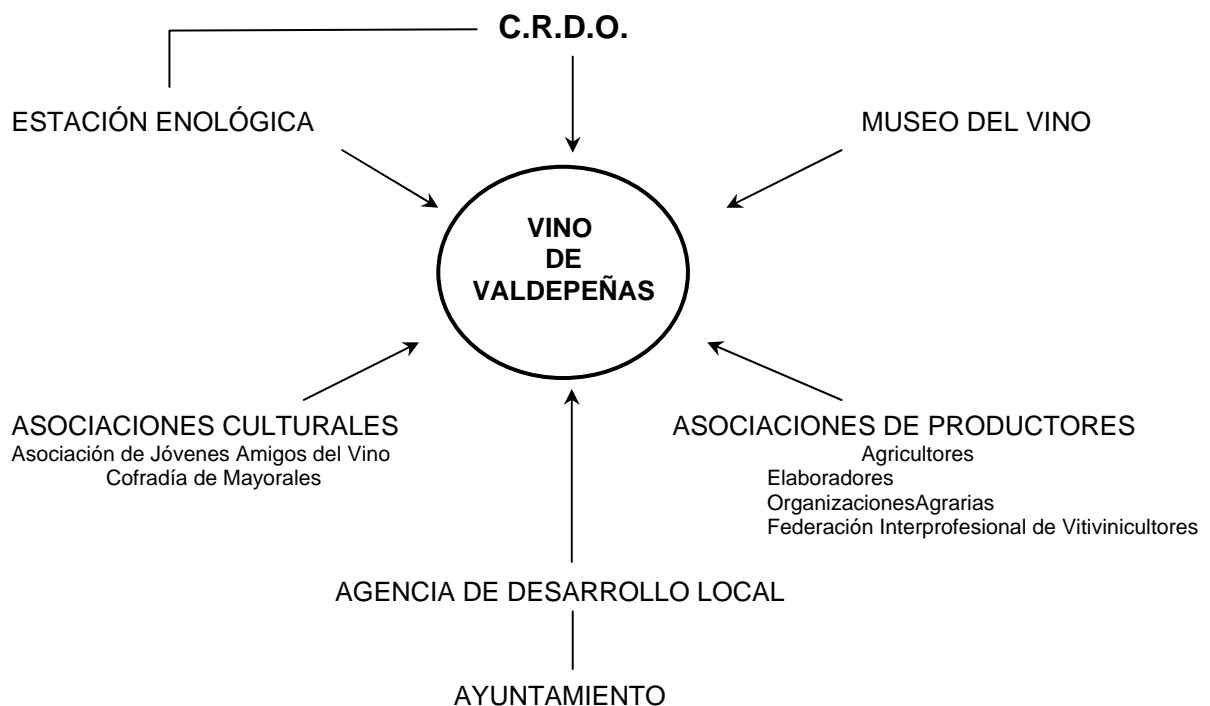 C.R.D.O.
ESTACIÓN ENOLÓGICA
MUSEO DEL VINO
VINO
DE
VALDEPEÑAS
ASOCIACIONES CULTURALES
Asociación de Jóvenes Amigos del Vino
Cofradía de Mayorales
ASOCIACIONES DE PRODUCTORES
Agricultores
Elaboradores
OrganizacionesAgrarias
Federación Interprofesional de Vitivinicultores
AGENCIA DE DESARROLLO LOCAL
AYUNTAMIENTO